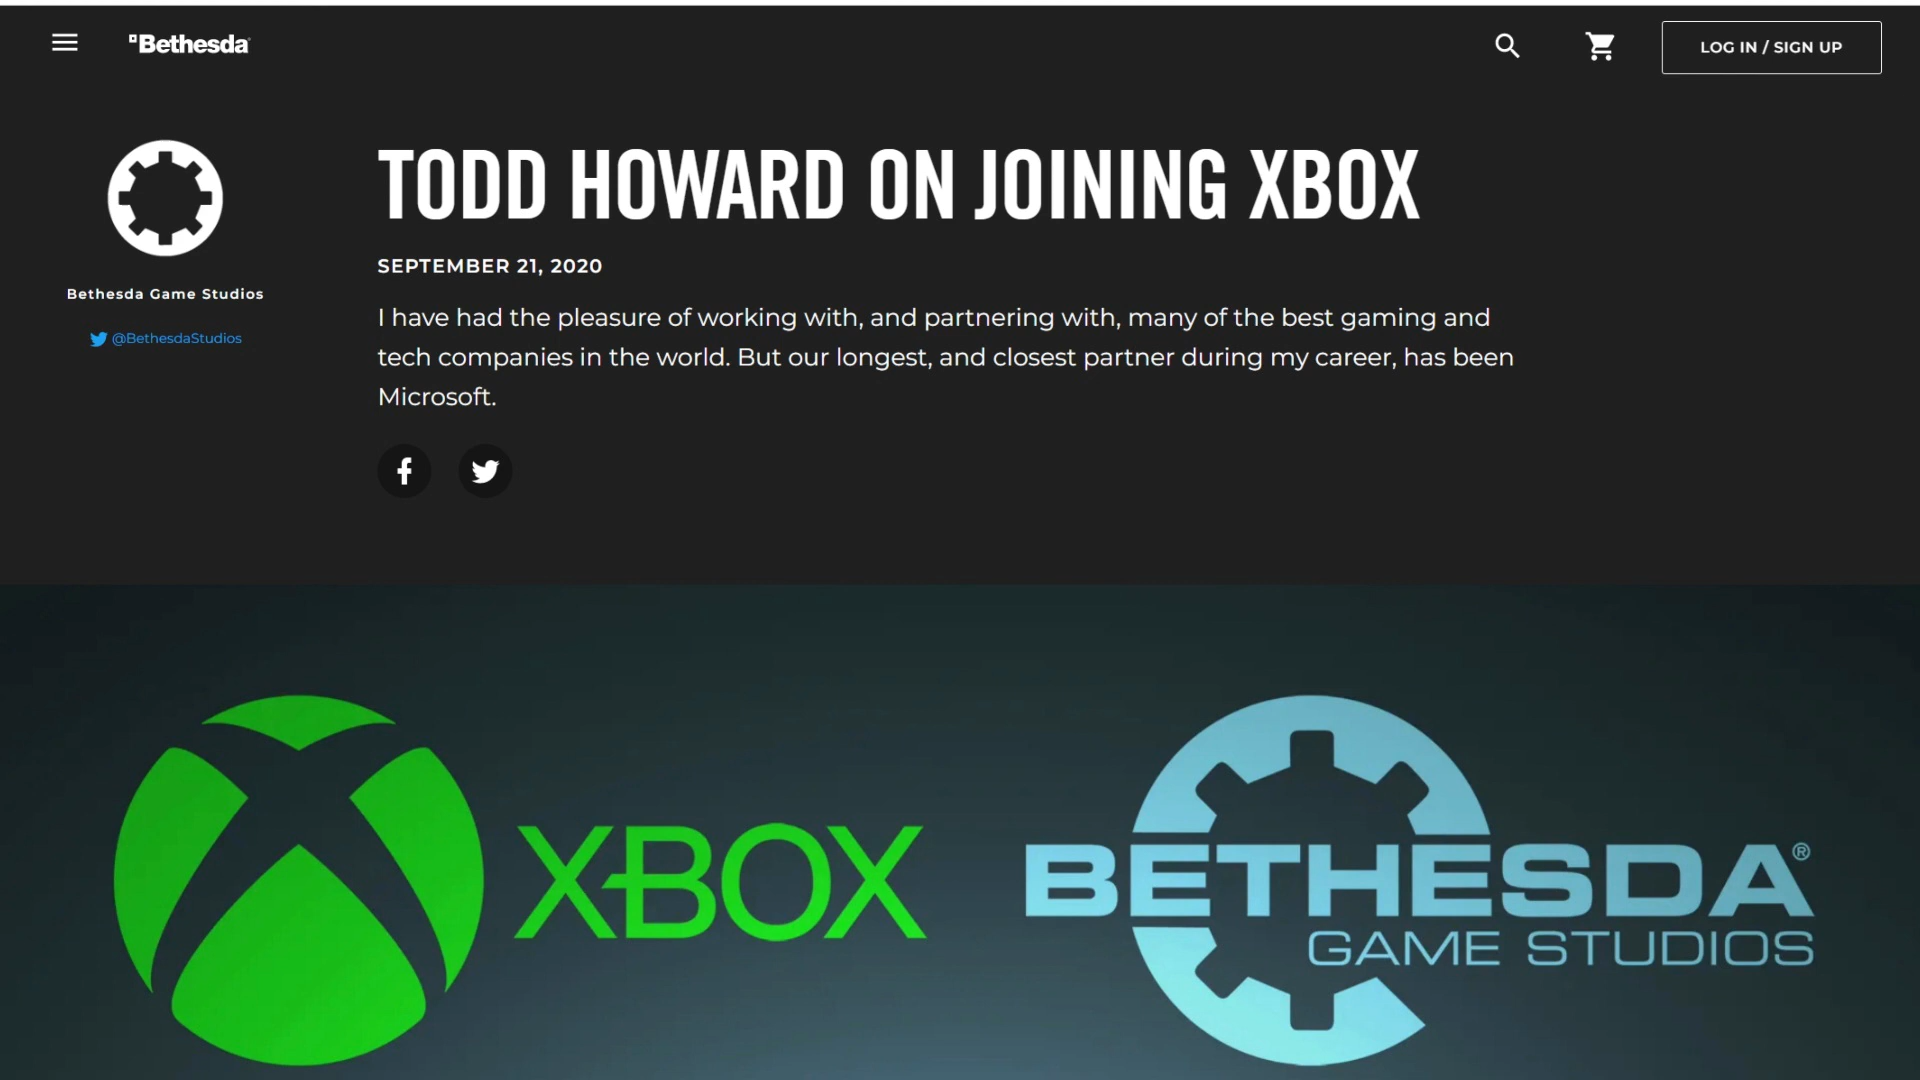 Bethesda
LOG IN / SIGN UP
TODD HOWARD ON JOINING XBOX
Bethesda Game Studios
@BethesdaStudios
SEPTEMBER 21, 2020
I have had the pleasure of working with, and partnering with, many of the best gaming and
tech companies in the world. But our longest, and closest partner during my career, has been
Microsoft.
XBOX
BETHESDA®
GAME STUDIOS